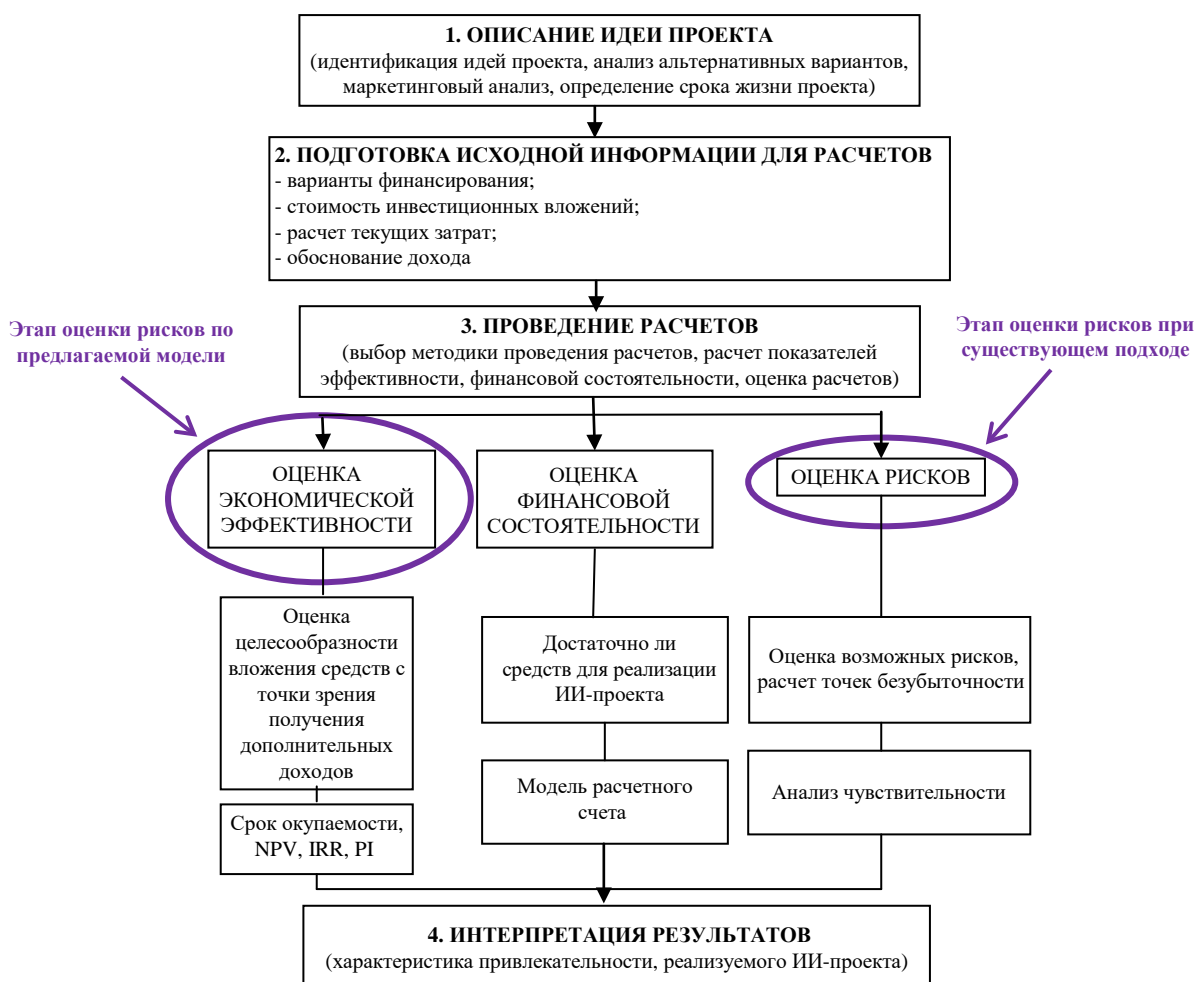 1. ОПИСАНИЕ ИДЕИ ПРОЕКТА
(идентификация идей проекта, анализ альтернативных вариантов,
маркетинговый анализ, определение срока жизни проекта)
2. ПОДГОТОВКА ИСХОДНОЙ ИНФОРМАЦИИ ДЛЯ РАСЧЕТОВ
- варианты финансирования;
- стоимость инвестиционных вложений;
- расчет текущих затрат;
- обоснование дохода
Этап оценки рисков по
предлагаемой модели
3. ПРОВЕДЕНИЕ РАСЧЕТОВ
(выбор методики проведения расчетов, расчет показателей
эффективности, финансовой состоятельности, оценка расчетов)
Этап оценки рисков при
существующем подходе
ОЦЕНКА
ЭКОНОМИЧЕСКОЙ
ЭФФЕКТИВНОСТИ
ОЦЕНКА
ФИНАНСОВОЙ
СОСТОЯТЕЛЬНОСТИ
ОЦЕНКА РИСКОВ
Оценка
целесообразности
вложения средств с
точки зрения
получения
дополнительных
доходов
Достаточно ли
средств для реализации
ИИ-проекта
Оценка возможных рисков,
расчет точек безубыточности
Срок окупаемости,
NPV, IRR, PI
Модель расчетного
счета
Анализ чувствительности
4. ИНТЕРПРЕТАЦИЯ РЕЗУЛЬТАТОВ
(характеристика привлекательности, реализуемого ИИ-проекта)